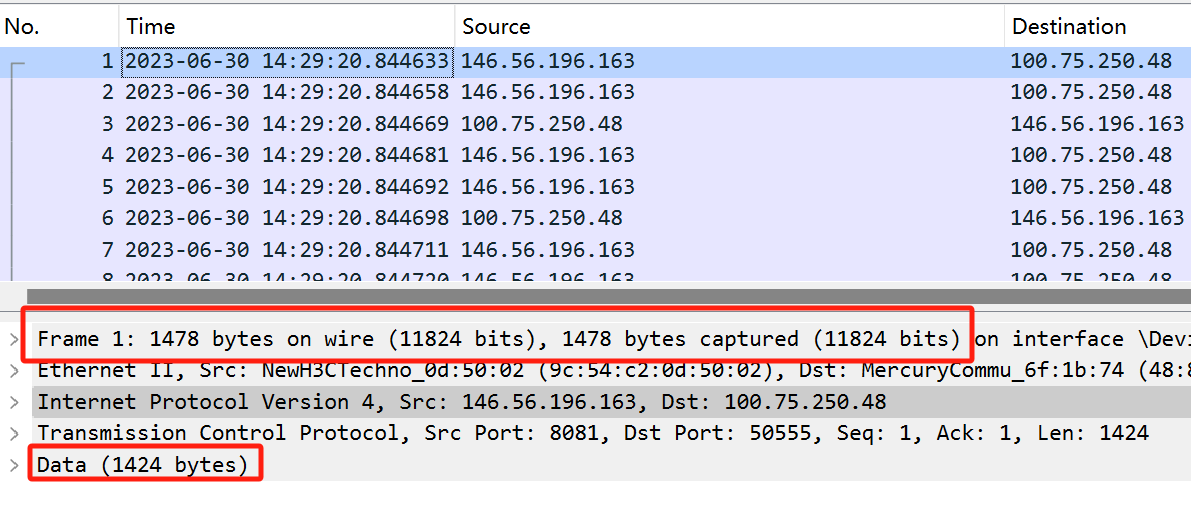 No. Time Source Destination
1 2023-06-30 14:29:20.844633 146.56.196.163 100.75.250.48
2 2023-06-30 14:29:20.844658 146.56.196.163 100.75.250.48
3 2023-06-30 14:29:20.844669 100.75.250.48 146.56.196.163
4 2023-06-30 14:29:20.844681 146.56.196.163 100.75.250.48
5 2023-06-30 14:29:20.844692 146.56.196.163 100.75.250.48
6 2023-06-30 14:29:20.844698 100.75.250.48 146.56.196.163
7 2023-06-30 14:29:20.844711 146.56.196.163 100.75.250.48
8 2023-06-30 14:29:20.844720 146.56.196.163 100.75.250.48
Frame 1: 1478 bytes on wire (11824 bits), 1478 bytes captured (11824 bits) on interface \Devi
Ethernet II, Src: NewH3CTechno_0d:50:02 (9c:54:c2:0d:50:02), Dst: MercuryCommu_6f:1b:74 (48:8
Internet Protocol Version 4, Src: 146.56.196.163, Dst: 100.75.250.48
Transmission Control Protocol, Src Port: 8081, Dst Port: 50555, Seq: 1, Ack: 1, Len: 1424
Data (1424 bytes)